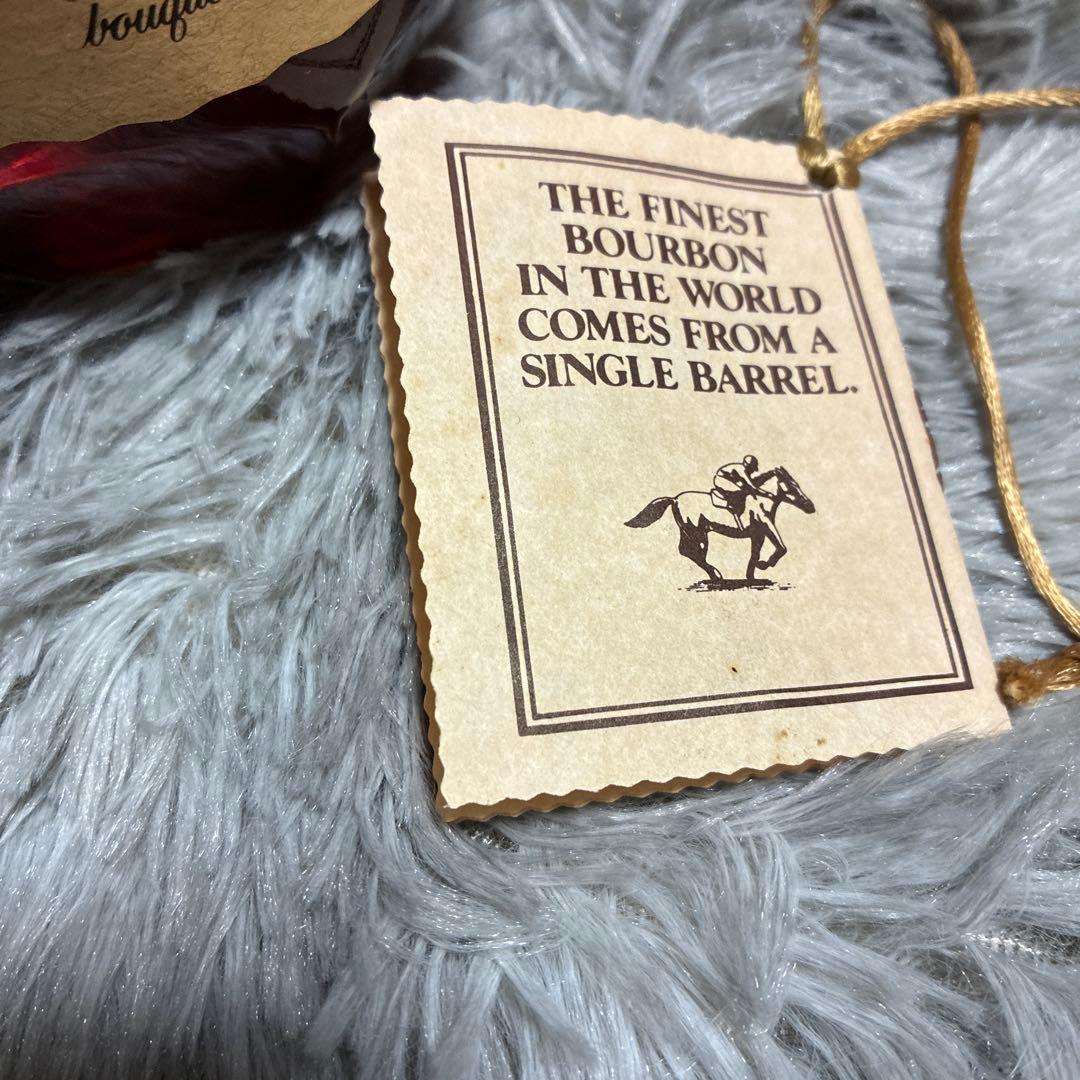 THE FINEST
BOURBON
IN THE WORLD
COMES FROM A
SINGLE BARREL.